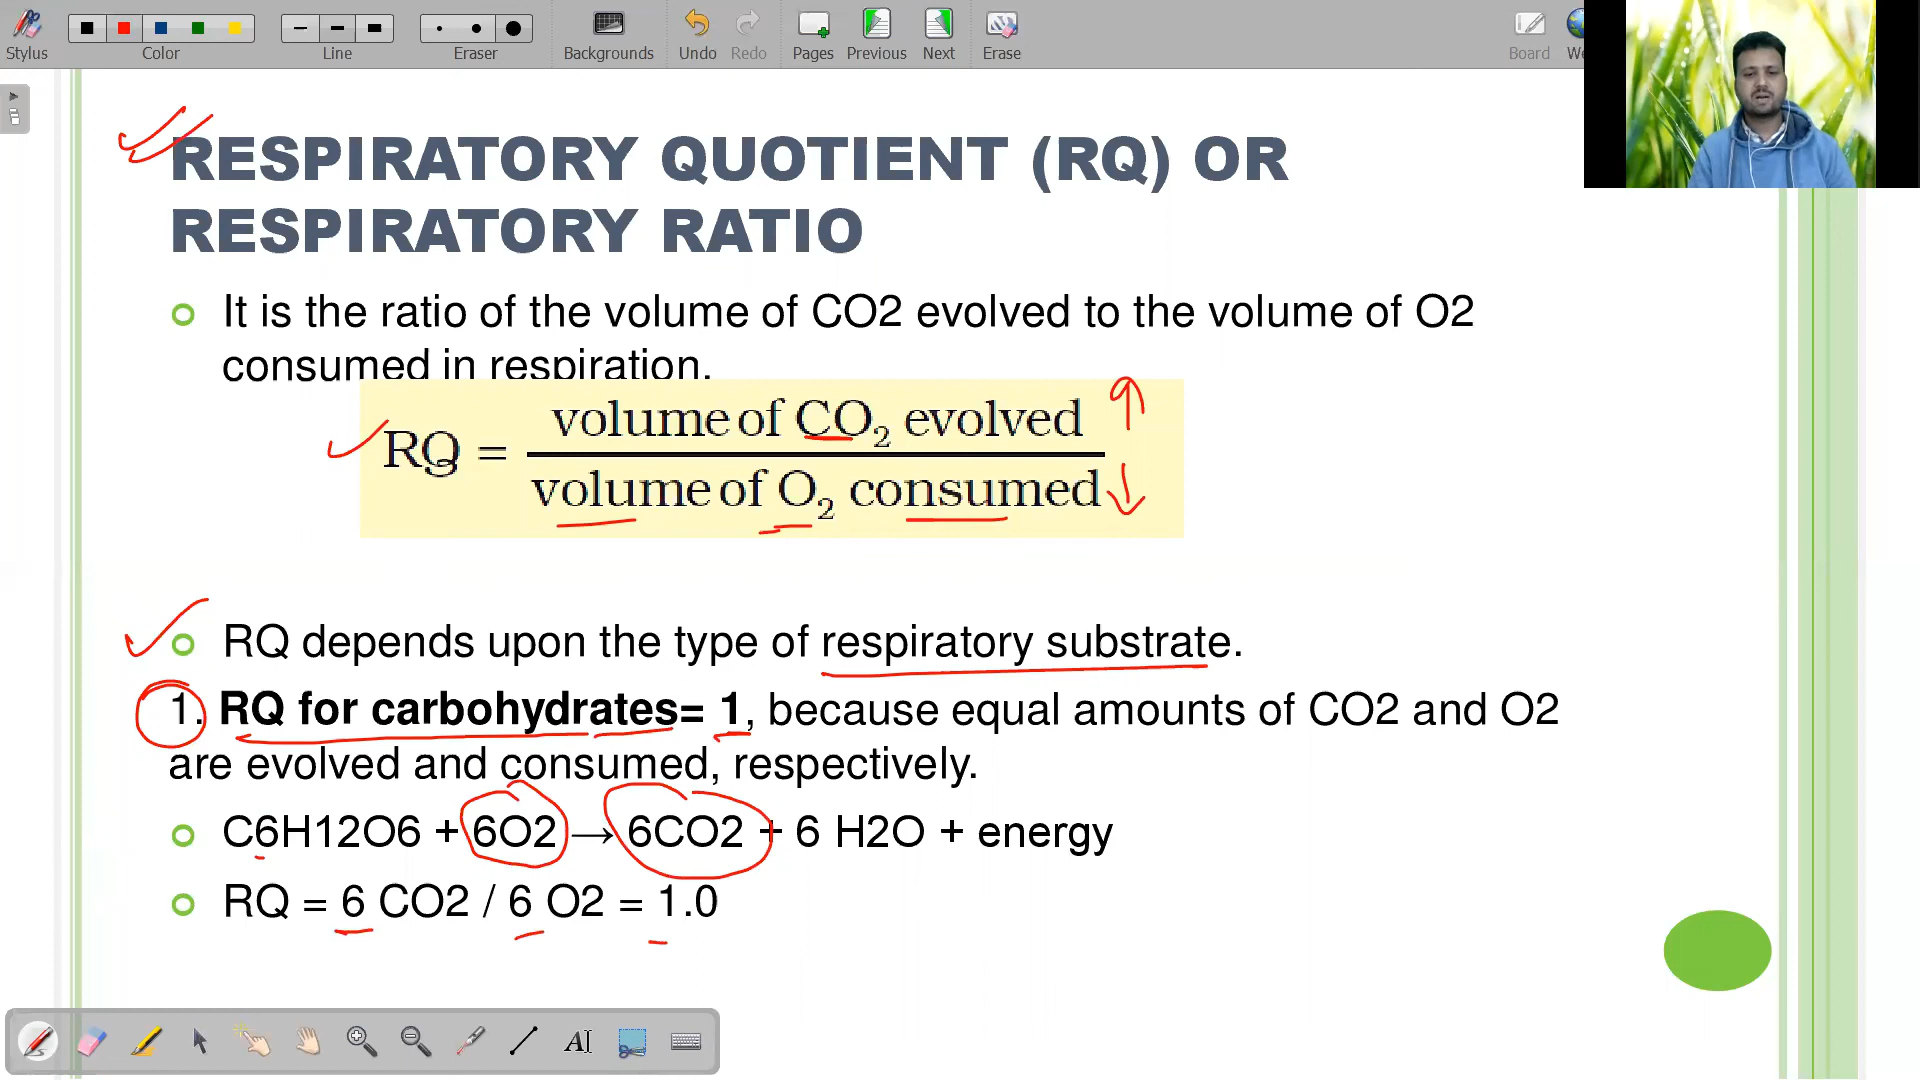 Stylus
Color
Line
Eraser
Backgrounds
Undo
Redo
Pages
Previous
Next
Erase
Board
RESPIRATORY QUOTIENT (RQ) OR
RESPIRATORY RATIO
It is the ratio of the volume of CO2 evolved to the volume of O2
consumed in respiration.
RQ = volume of CO₂ evolved
volume of O₂ consumed
RQ depends upon the type of respiratory substrate.
1. RQ for carbohydrates= 1, because equal amounts of CO2 and O2
are evolved and consumed, respectively.
C6H12O6 + 6O2 → 6CO2 + 6 H2O + energy
RQ = 6 CO2 / 6 O2 = 1.0